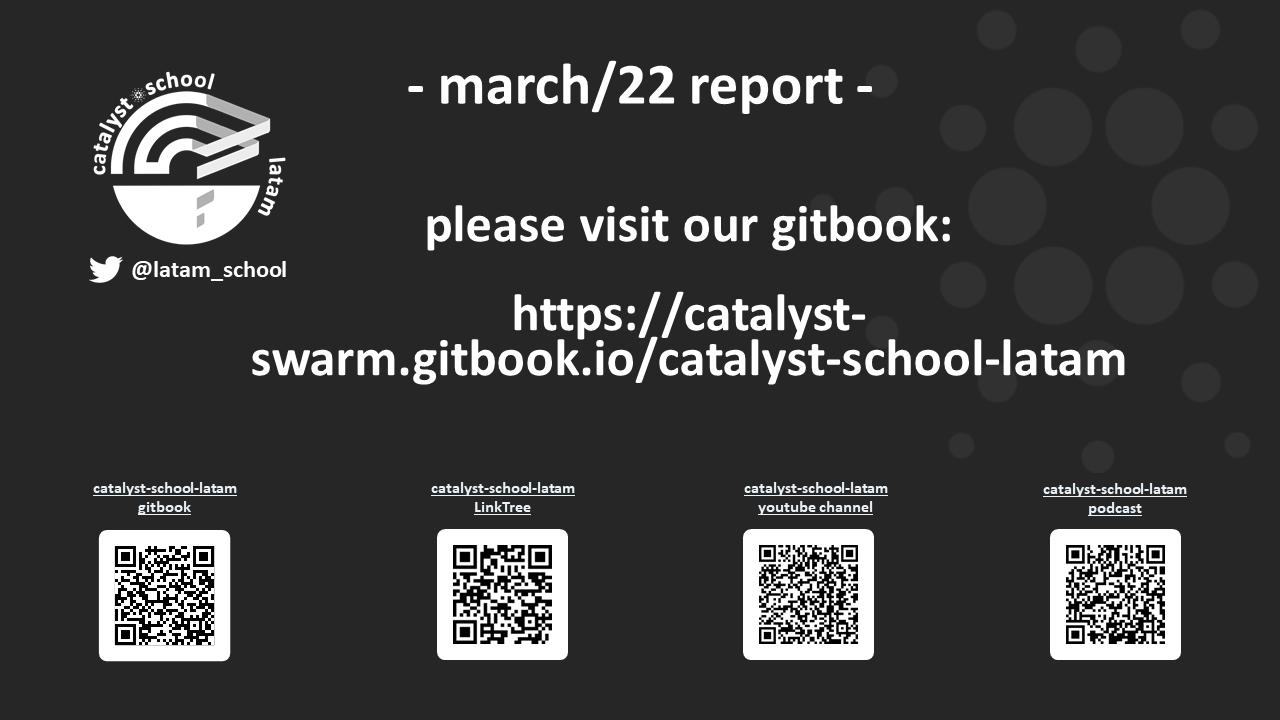 catalyst school
latam
@latam_school
- march/22 report -
please visit our gitbook:
https://catalyst-
swarm.gitbook.io/catalyst-school-latam
catalyst-school-latam
gitbook
catalyst-school-latam
LinkTree
catalyst-school-latam
youtube channel
catalyst-school-latam
podcast